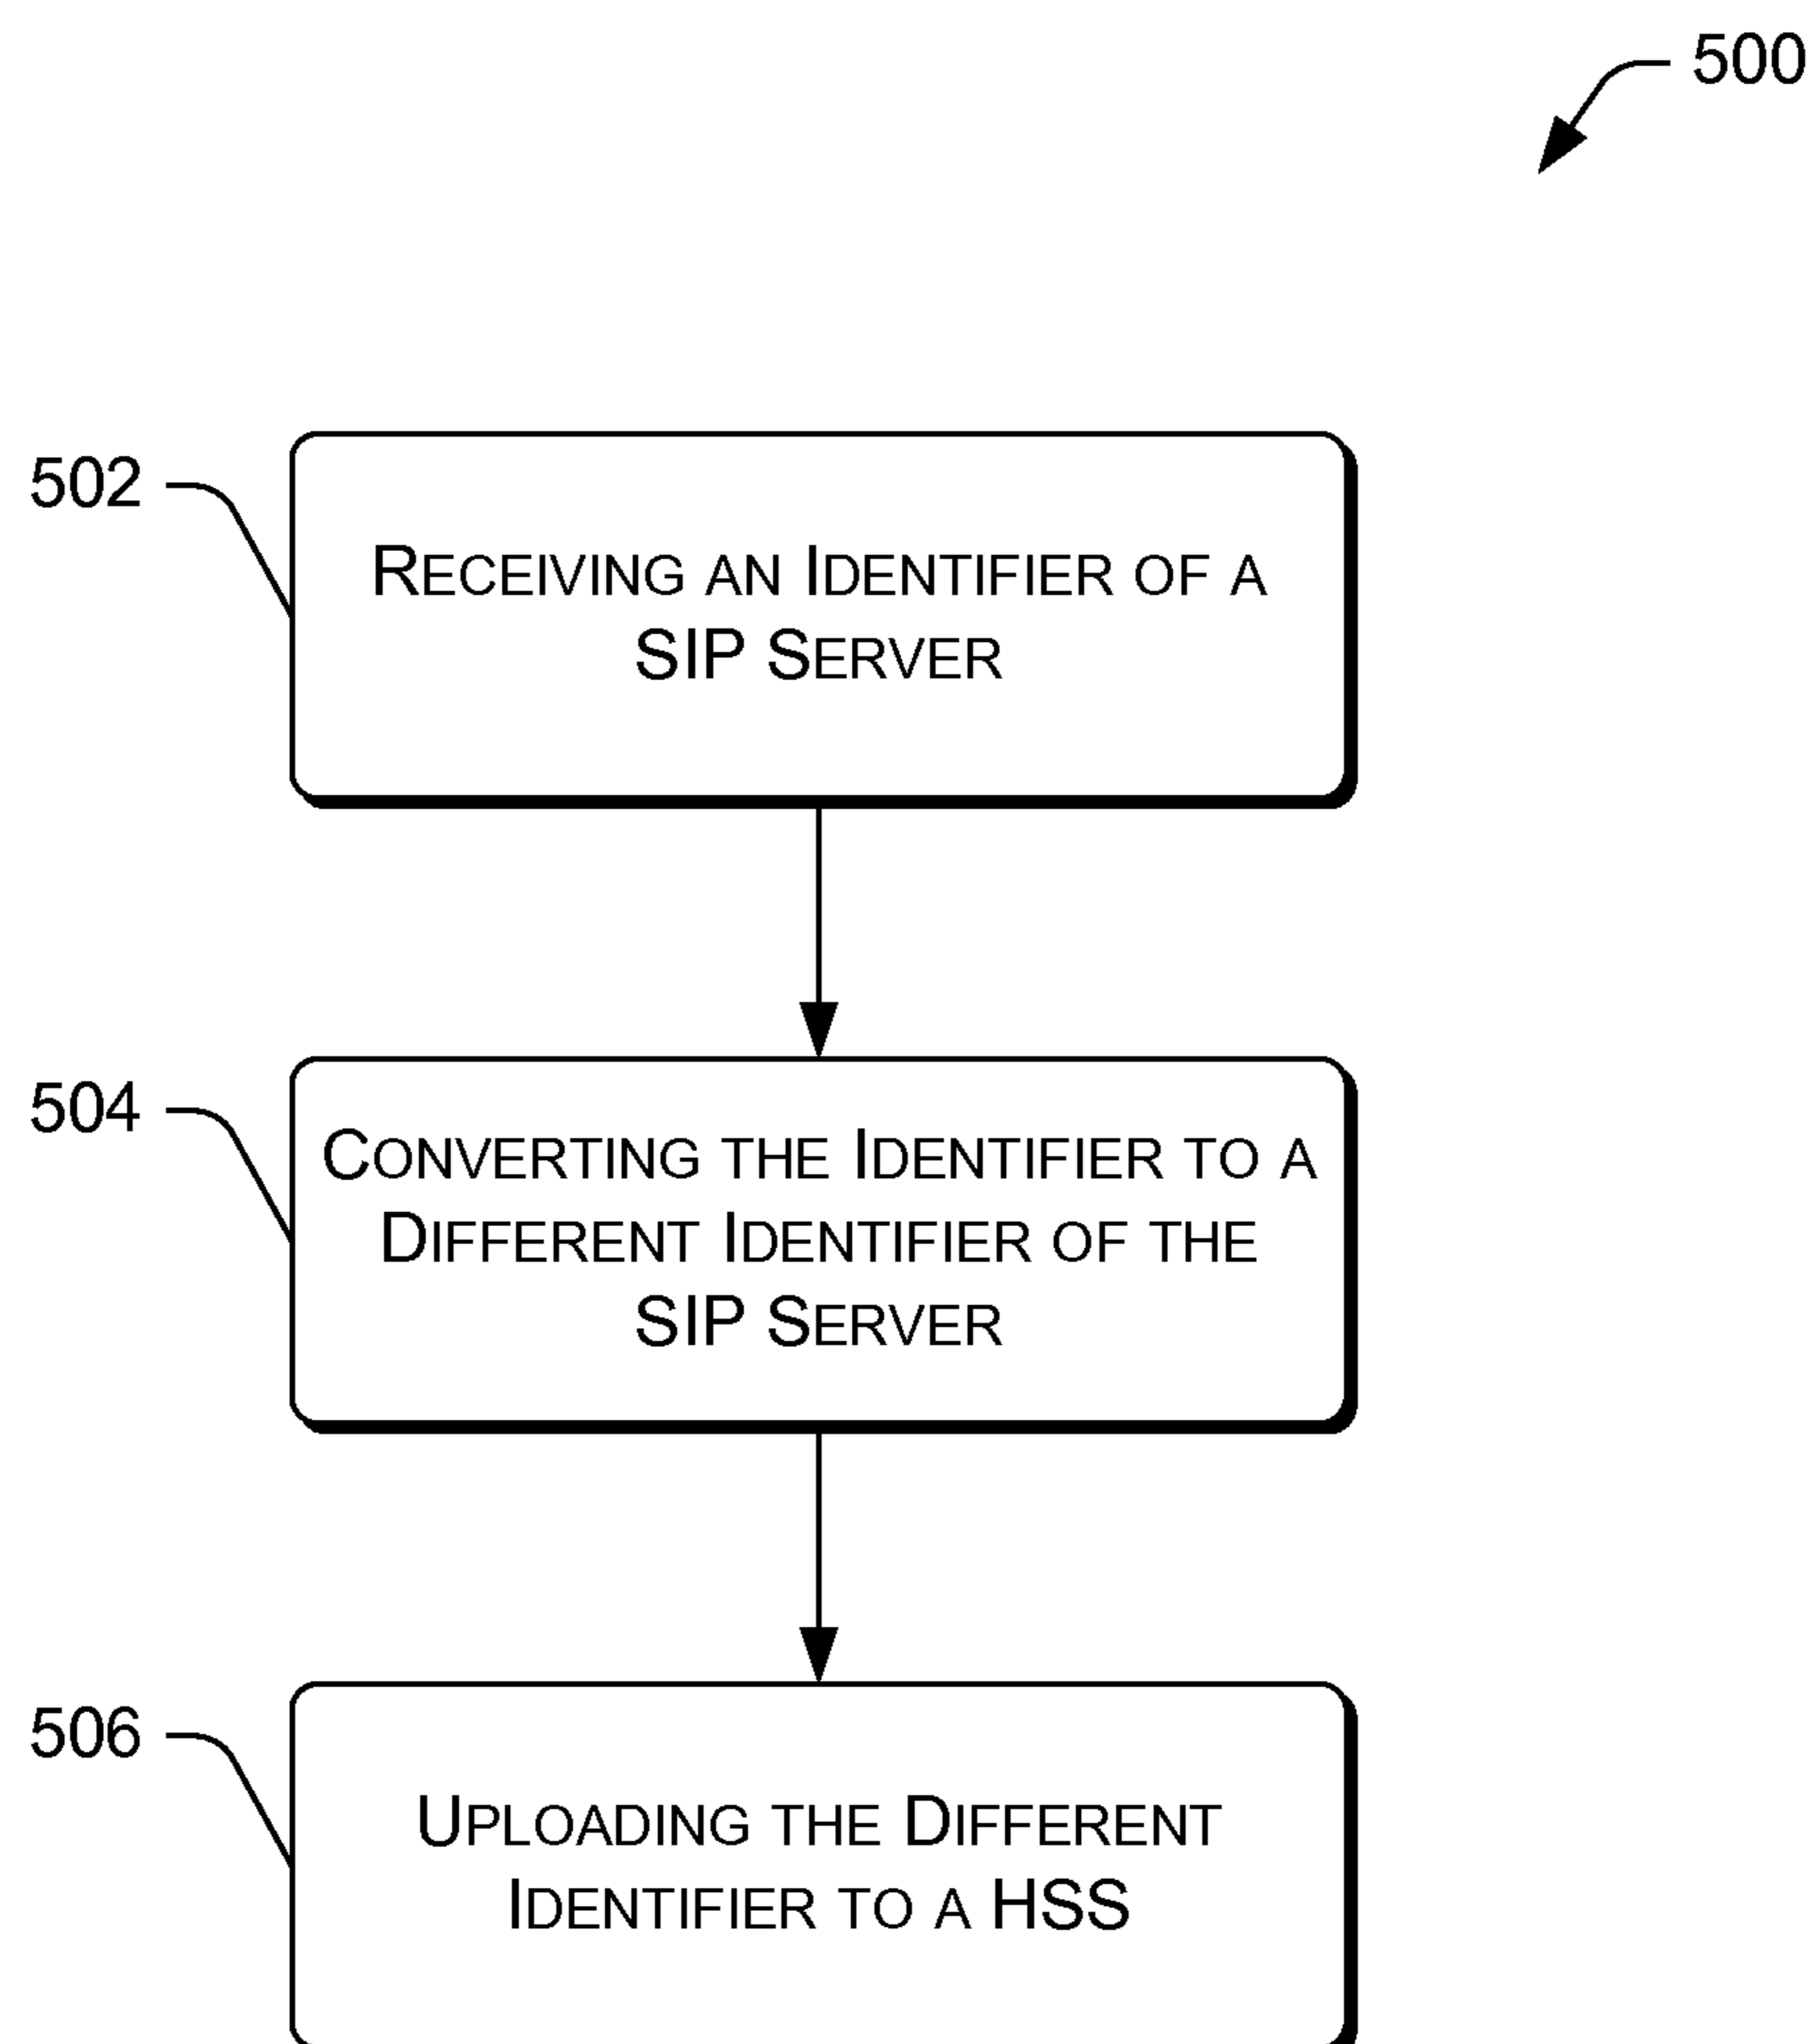 500
502
RECEIVING AN IDENTIFIER OF A
SIP SERVER
504
CONVERTING THE IDENTIFIER TO A
DIFFERENT IDENTIFIER OF THE
SIP SERVER
506
UPLOADING THE DIFFERENT
IDENTIFIER TO A HSS